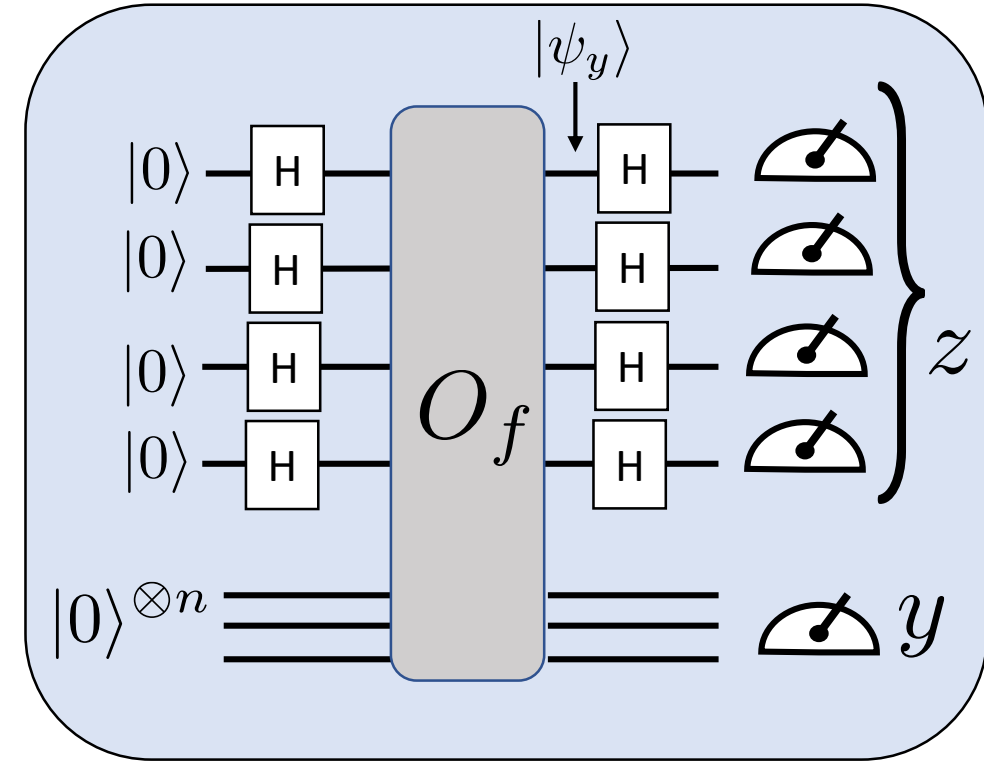 |ψ_y⟩
|0⟩ H H
|0⟩ H H
|0⟩ H H z
|0⟩ H H
O_f
|0⟩^{⊗n} y